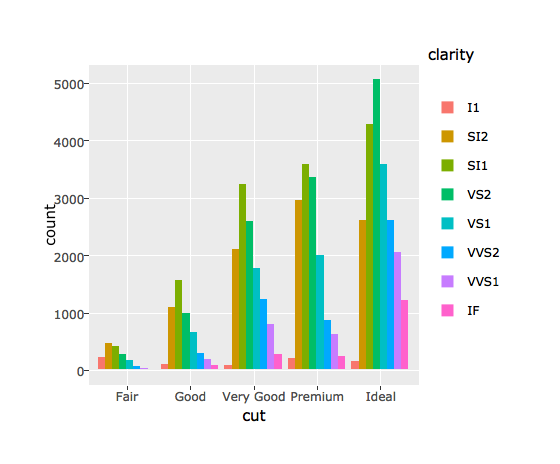 clarity
I1
SI2
SI1
VS2
VS1
VVS2
VVS1
IF
count
5000
4000
3000
2000
1000
0
Fair Good Very Good Premium Ideal
cut